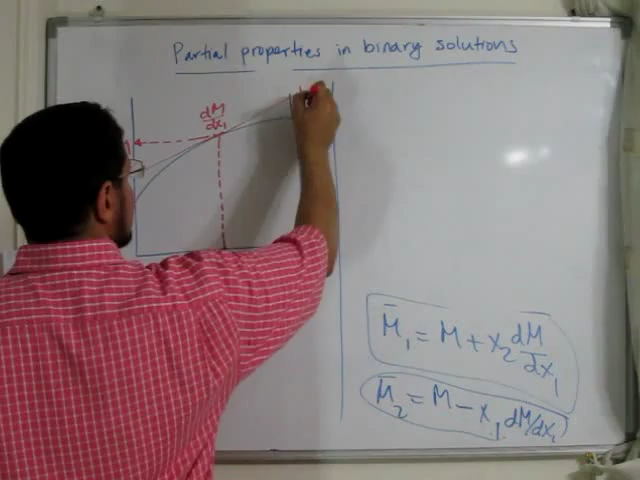 Partial properties in binary solutions
dM
dx₁
M̄₁ = M + x₂ dM
dx₁
M̄₂ = M − x₁ dM/dx₁